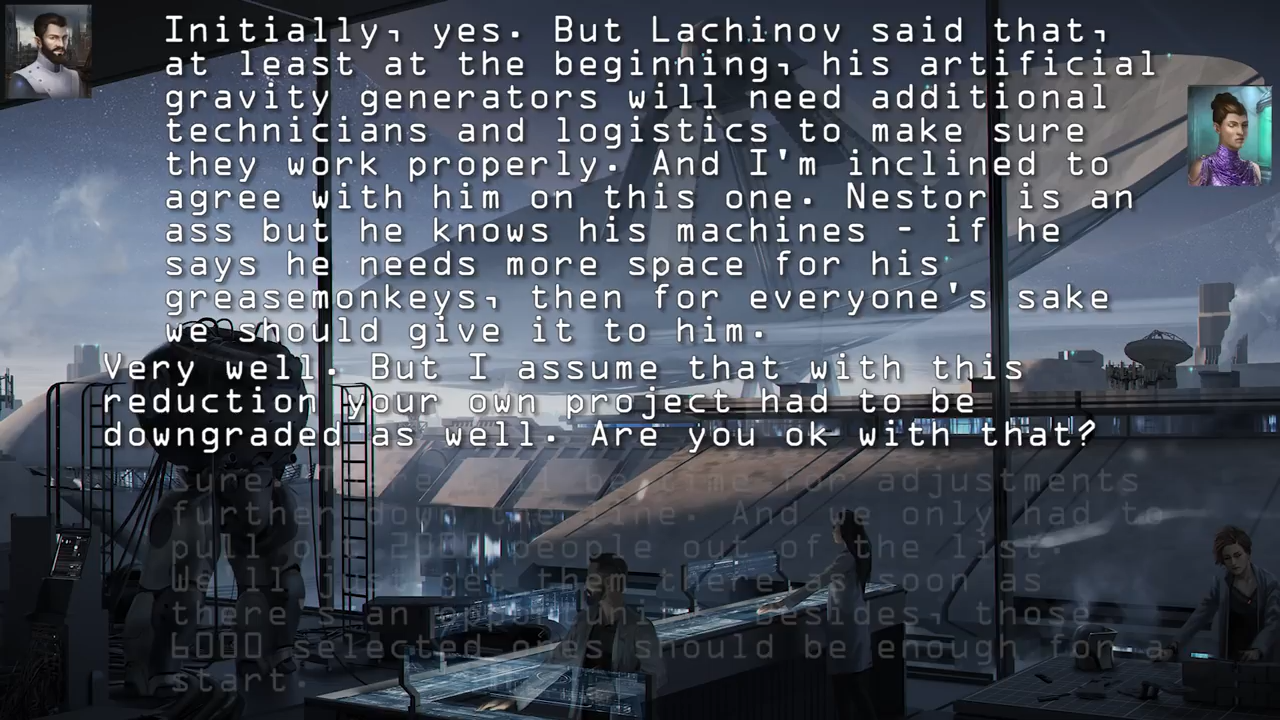 Initially, yes. But Lachinov said that,
at least at the beginning, his artificial
gravity generators will need additional
technicians and logistics to make sure
they work properly. And I'm inclined to
agree with him on this one. Nestor is an
ass but he knows his machines - if he
says he needs more space for his
greasemonkeys, then for everyone's sake
we should give it to him.
Very well. But I assume that with this
reduction your own project had to be
downgraded as well. Are you ok with that?
Sure. There will be time for adjustments
further down the line. And we only had to
pull out 2000 people out of the list.
We'll just get them there as soon as
there's an opportunity. Besides, those
6000 selected ones should be enough for a
start.